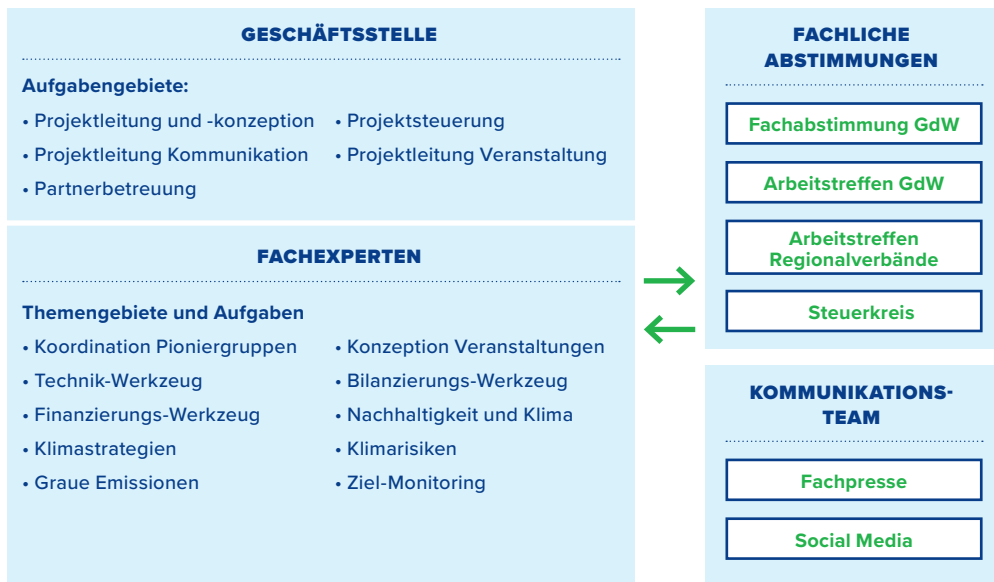 GESCHÄFTSSTELLE
Aufgabengebiete:
• Projektleitung und -konzeption
• Projektsteuerung
• Projektleitung Kommunikation
• Projektleitung Veranstaltung
• Partnerbetreuung
FACHEXPERTEN
Themengebiete und Aufgaben
• Koordination Pioniergruppen
• Konzeption Veranstaltungen
• Technik-Werkzeug
• Bilanzierungs-Werkzeug
• Finanzierungs-Werkzeug
• Nachhaltigkeit und Klima
• Klimastrategien
• Klimarisiken
• Graue Emissionen
• Ziel-Monitoring
FACHLICHE
ABSTIMMUNGEN
Fachabstimmung GdW
Arbeitstreffen GdW
Arbeitstreffen
Regionalverbände
Steuerkreis
KOMMUNIKATIONS-
TEAM
Fachpresse
Social Media